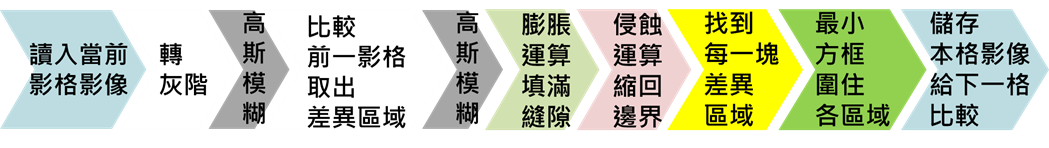 讀入當前
影格影像
轉
灰階
高
斯
模
糊
比較
前一影格
取出
差異區域
高
斯
模
糊
膨脹
運算
填滿
縫隙
侵蝕
運算
縮回
邊界
找到
每一塊
差異
區域
最小
方框
圍住
各區域
儲存
本格影像
給下一格
比較